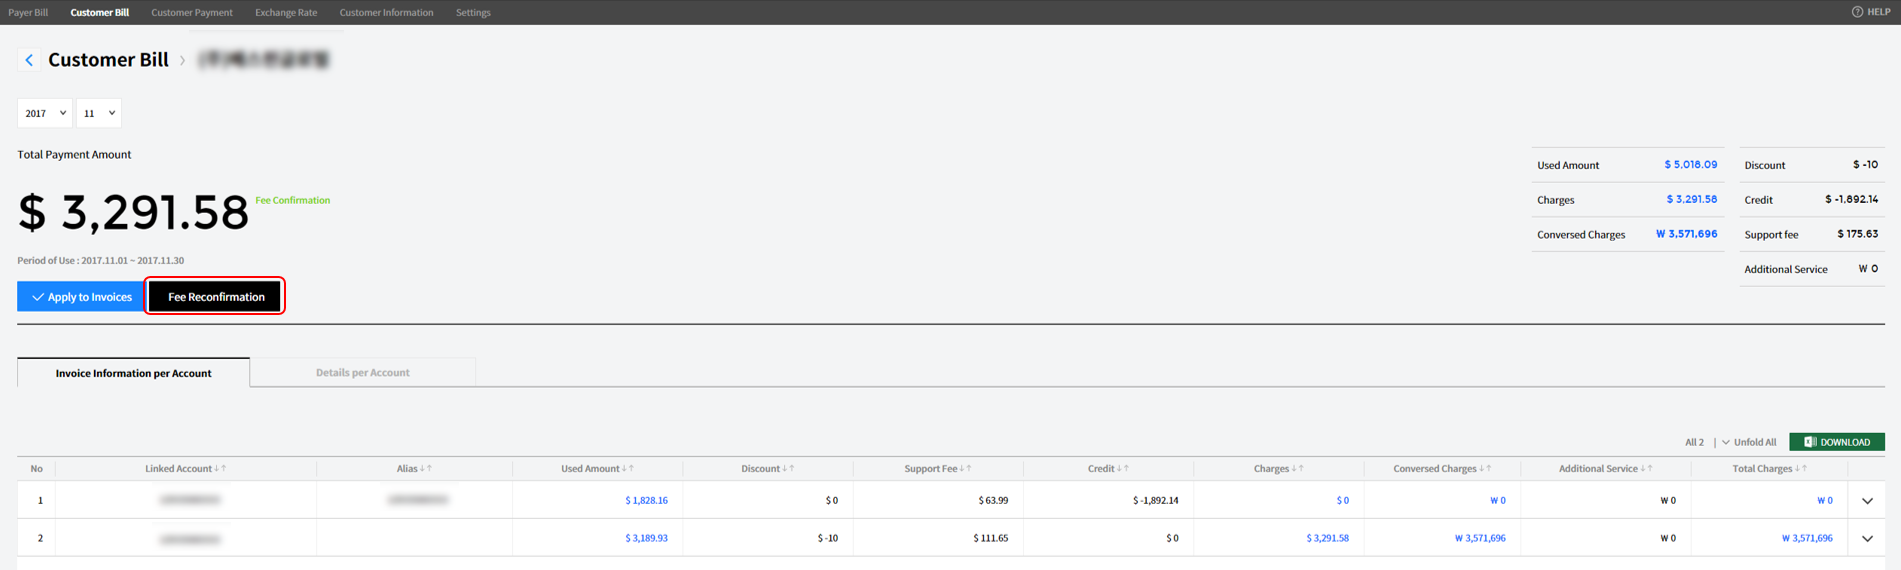 Payer Bill Customer Bill Customer Payment Exchange Rate Customer Information Settings HELP
Customer Bill
2017 11
Total Payment Amount
$ 3,291.58 Fee Confirmation
Period of Use : 2017.11.01 ~ 2017.11.30
Apply to Invoices Fee Reconfirmation
Used Amount $ 5,018.09
Charges $ 3,291.58
Conversed Charges ₩ 3,571,696
Discount $ -10
Credit $ -1,892.14
Support fee $ 175.63
Additional Service ₩ 0
Invoice Information per Account Details per Account
All 2 | Unfold All DOWNLOAD
No Linked Account ↓↑ Alias ↓↑ Used Amount ↓↑ Discount ↓↑ Support Fee ↓↑ Credit ↓↑ Charges ↓↑ Conversed Charges ↓↑ Additional Service ↓↑ Total Charges ↓↑
1 $ 1,828.16 $ 0 $ 63.99 $ -1,892.14 $ 0 ₩ 0 ₩ 0 ₩ 0
2 $ 3,189.93 $ -10 $ 111.65 $ 0 $ 3,291.58 ₩ 3,571,696 ₩ 0 ₩ 3,571,696